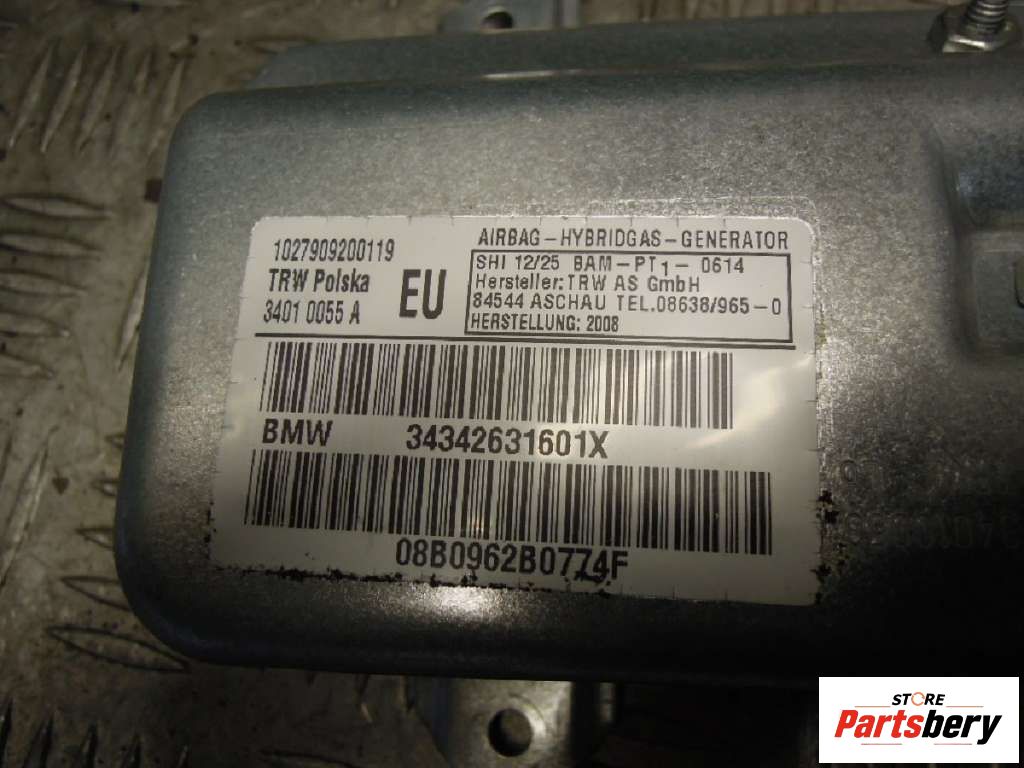 1027909200119
TRW Polska
3401 0055 A
EU
AIRBAG-HYBRIDGAS-GENERATOR
SHI 12/25 BAM-PT1-0614
Hersteller: TRW AS GmbH
84544 ASCHAU TEL.08638/965-0
HERSTELLUNG: 2008
BMW 34342631601X
08B0962B0774F
STORE
Partsbery